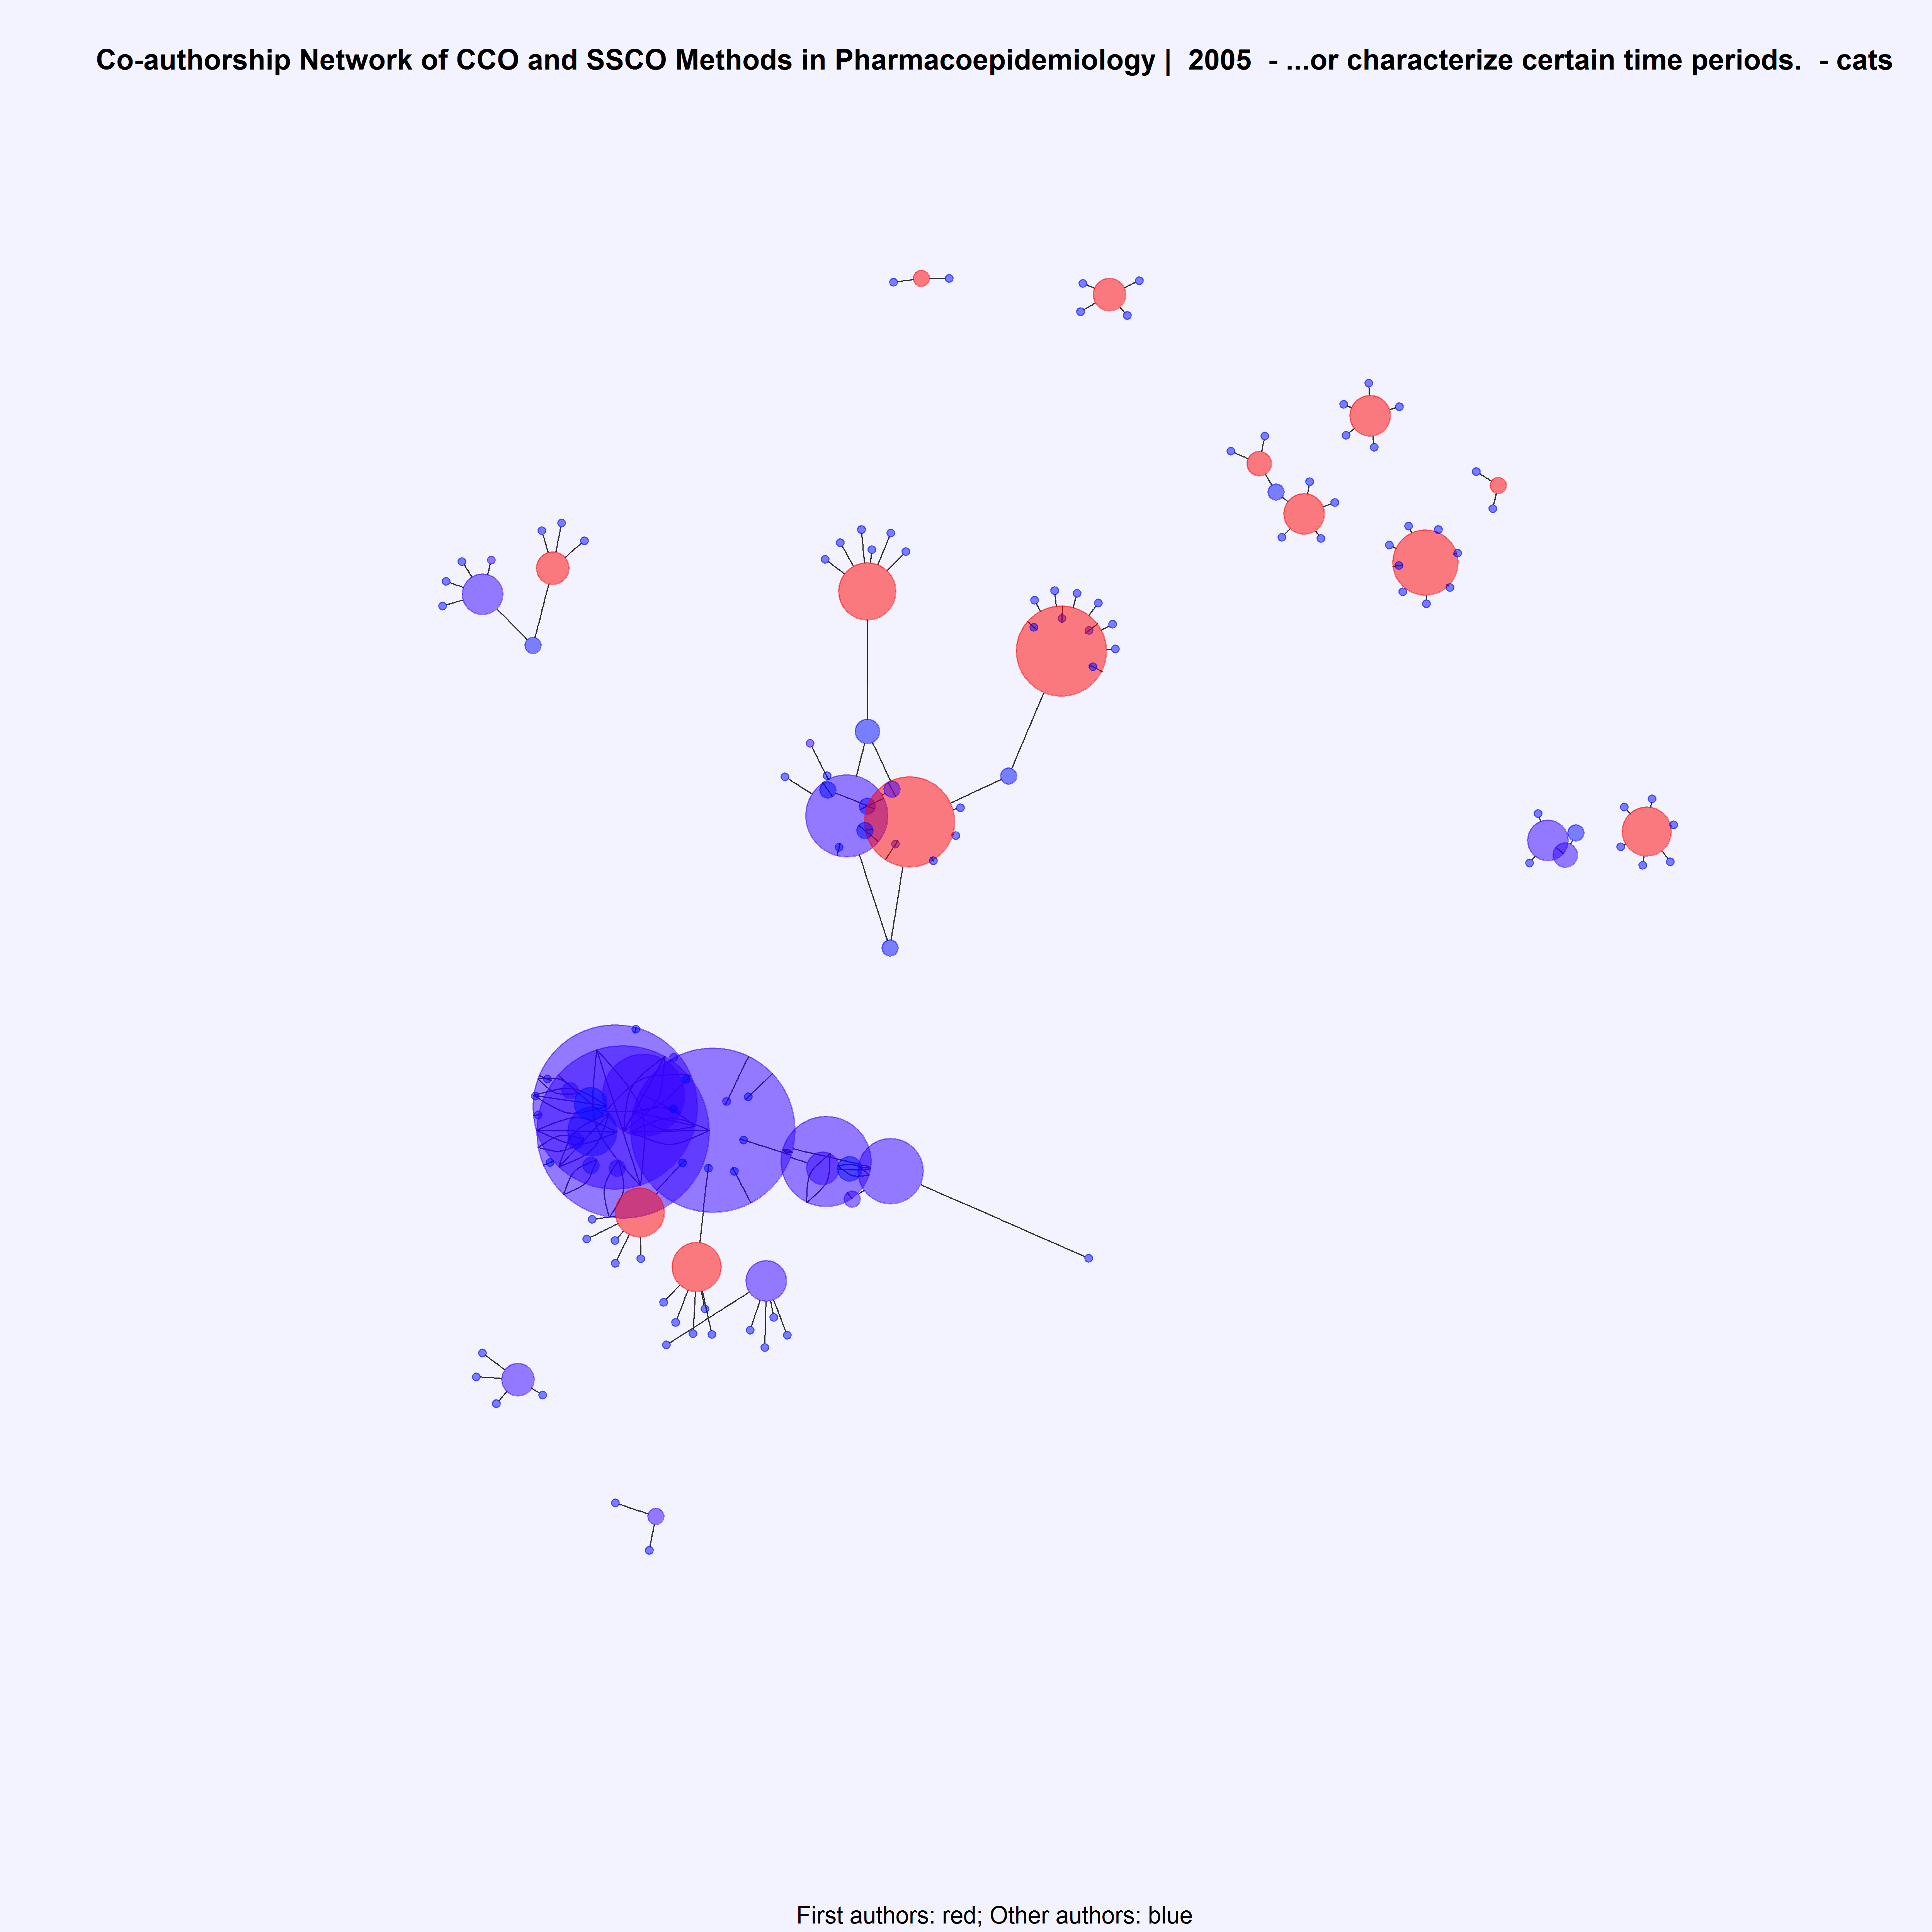 Co-authorship Network of CCO and SSCO Methods in Pharmacoepidemiology | 2005 - ...or characterize certain time periods. - cats
First authors: red; Other authors: blue